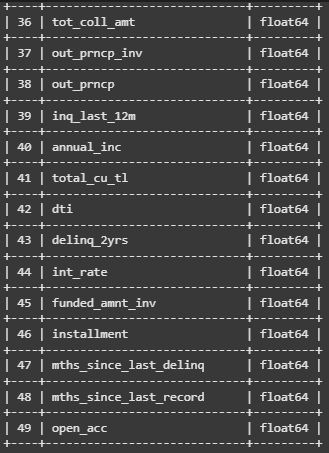 +----+-----------------------------+---------+
| 36 | tot_coll_amt                | float64 |
+----+-----------------------------+---------+
| 37 | out_prncp_inv               | float64 |
+----+-----------------------------+---------+
| 38 | out_prncp                   | float64 |
+----+-----------------------------+---------+
| 39 | inq_last_12m                | float64 |
+----+-----------------------------+---------+
| 40 | annual_inc                  | float64 |
+----+-----------------------------+---------+
| 41 | total_cu_tl                 | float64 |
+----+-----------------------------+---------+
| 42 | dti                         | float64 |
+----+-----------------------------+---------+
| 43 | delinq_2yrs                 | float64 |
+----+-----------------------------+---------+
| 44 | int_rate                    | float64 |
+----+-----------------------------+---------+
| 45 | funded_amnt_inv             | float64 |
+----+-----------------------------+---------+
| 46 | installment                 | float64 |
+----+-----------------------------+---------+
| 47 | mths_since_last_delinq      | float64 |
+----+-----------------------------+---------+
| 48 | mths_since_last_record      | float64 |
+----+-----------------------------+---------+
| 49 | open_acc                    | float64 |
+----+-----------------------------+---------+